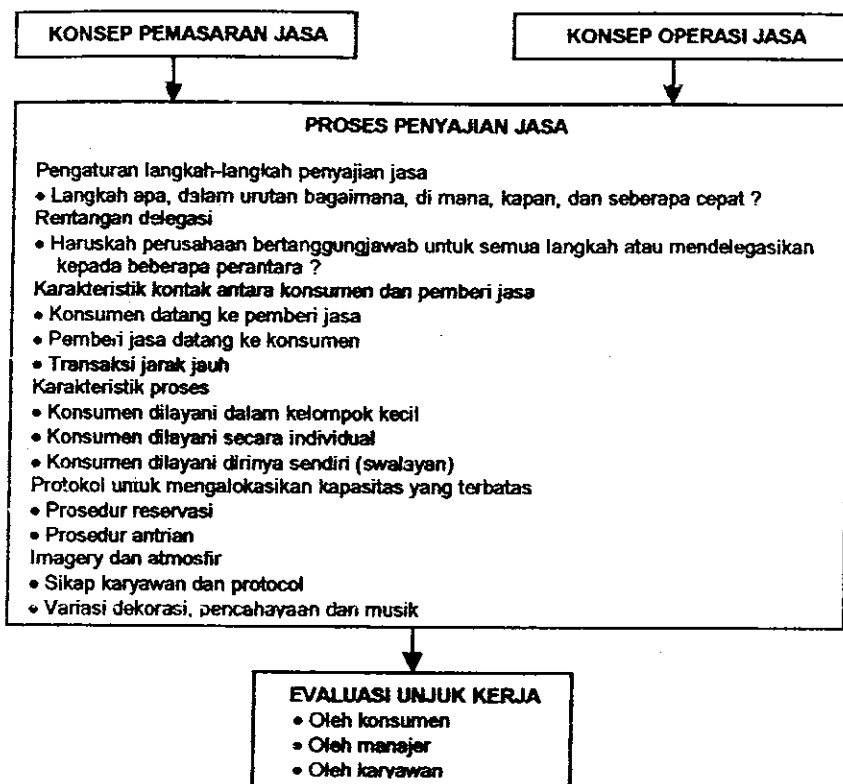 KONSEP PEMASARAN JASA
KONSEP OPERASI JASA
PROSES PENYAJIAN JASA
Pengaturan langkah-langkah penyajian jasa
• Langkah apa, dalam urutan bagaimana, di mana, kapan, dan seberapa cepat ?
Rentangan delegasi
• Haruskah perusahaan bertanggungjawab untuk semua langkah atau mendelegasikan
kepada beberapa perantara ?
Karakteristik kontak antara konsumen dan pemberi jasa
• Konsumen datang ke pemberi jasa
• Pemberi jasa datang ke konsumen
• Transaksi jarak jauh
Karakteristik proses
• Konsumen dilayani dalam kelompok kecil
• Konsumen dilayani secara individual
• Konsumen dilayani dirinya sendiri (swalayan)
Protokol untuk mengalokasikan kapasitas yang terbatas
• Prosedur reservasi
• Prosedur antrian
Imagery dan atmosfir
• Sikap karyawan dan protocol
• Variasi dekorasi, pencahayaan dan musik
EVALUASI UNJUK KERJA
• Oleh konsumen
• Oleh manajer
• Oleh karyawan